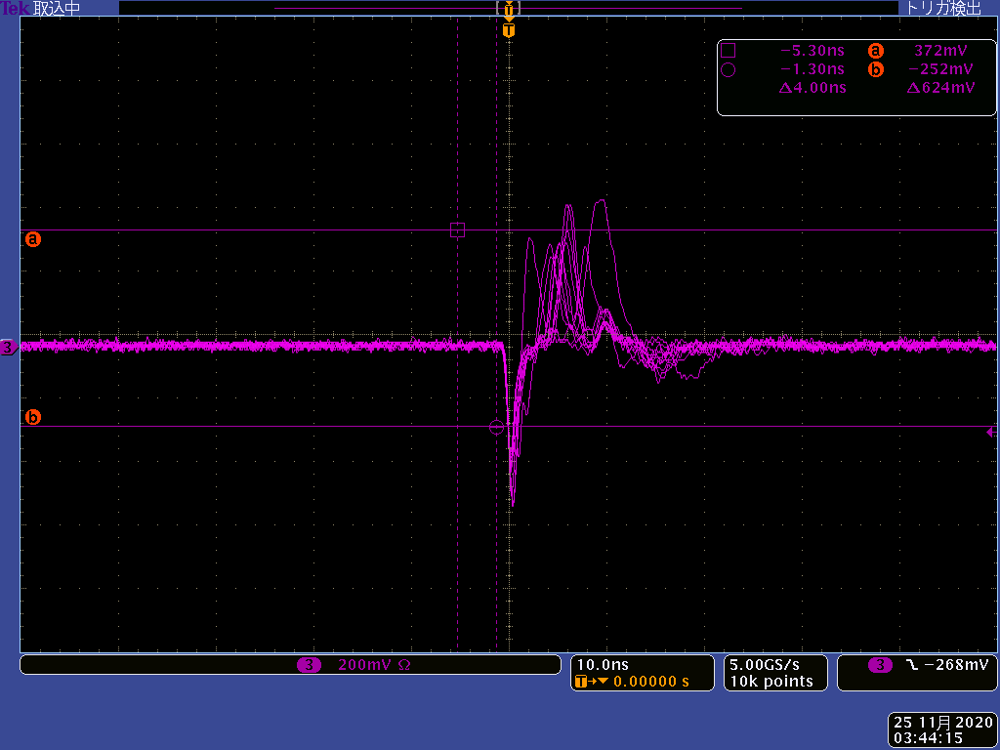 Tek 取込中
トリガ検出
T
T
-5.30ns a 372mV
-1.30ns b -252mV
Δ4.00ns Δ624mV
a
3
b
3 200mV Ω
10.0ns
T→▼0.00000 s
5.00GS/s
10k points
3 -268mV
25 11月 2020
03:44:15